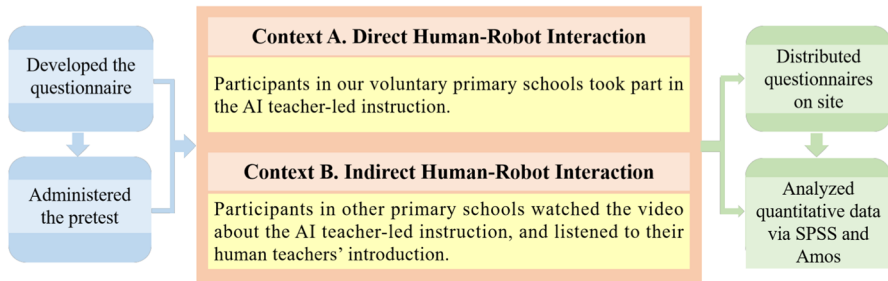 Developed the
questionnaire
Administered
the pretest
Context A. Direct Human-Robot Interaction
Participants in our voluntary primary schools took part in
the AI teacher-led instruction.
Context B. Indirect Human-Robot Interaction
Participants in other primary schools watched the video
about the AI teacher-led instruction, and listened to their
human teachers’ introduction.
Distributed
questionnaires
on site
Analyzed
quantitative data
via SPSS and
Amos